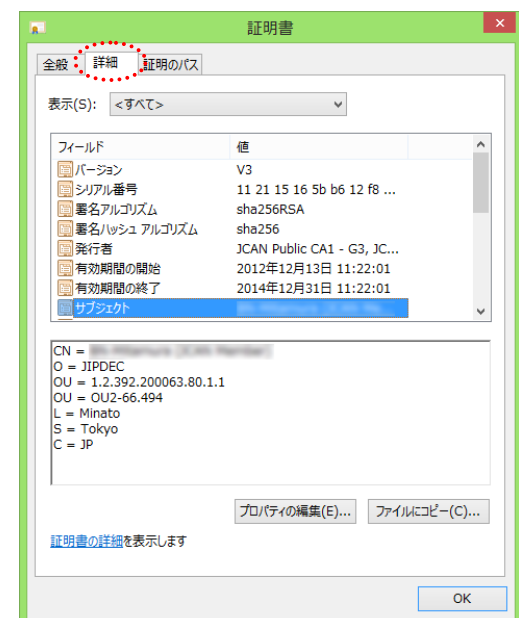 証明書
全般 詳細 証明のパス
表示(S): <すべて>
フィールド 値
バージョン V3
シリアル番号 11 21 15 16 5b b6 12 f8 ...
署名アルゴリズム sha256RSA
署名ハッシュ アルゴリズム sha256
発行者 JCAN Public CA1 - G3, JC...
有効期間の開始 2012年12月13日 11:22:01
有効期間の終了 2014年12月31日 11:22:01
サブジェクト
CN =
O = JIPDEC
OU = 1.2.392.200063.80.1.1
OU = OU2-66.494
L = Minato
S = Tokyo
C = JP
プロパティの編集(E)... ファイルにコピー(C)...
証明書の詳細を表示します
OK